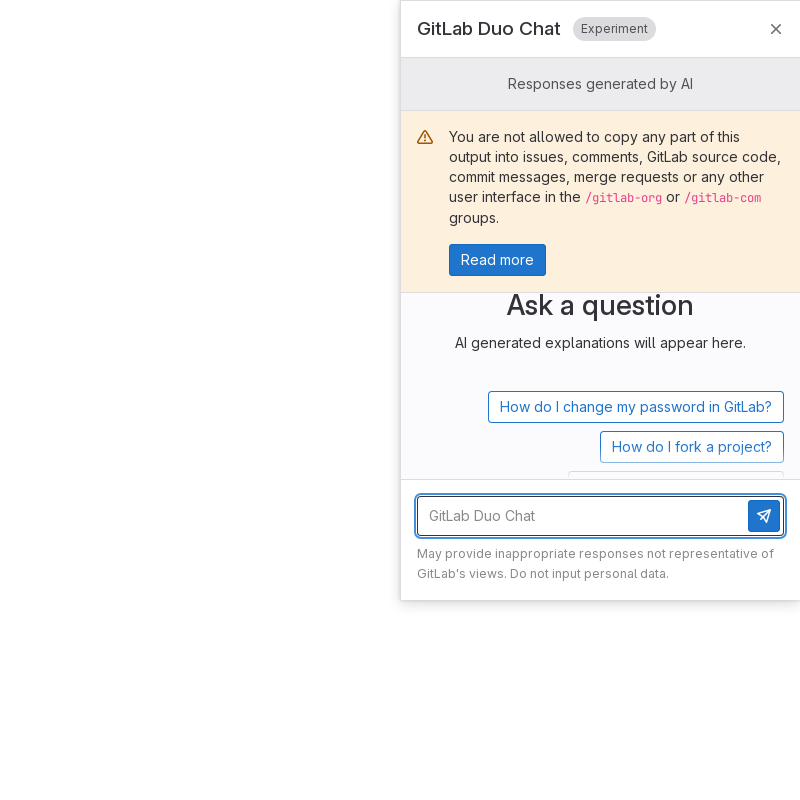 GitLab Duo Chat Experiment
Responses generated by AI
You are not allowed to copy any part of this
output into issues, comments, GitLab source code,
commit messages, merge requests or any other
user interface in the /gitlab-org or /gitlab-com
groups.
Read more
Ask a question
AI generated explanations will appear here.
How do I change my password in GitLab?
How do I fork a project?
GitLab Duo Chat
May provide inappropriate responses not representative of
GitLab's views. Do not input personal data.